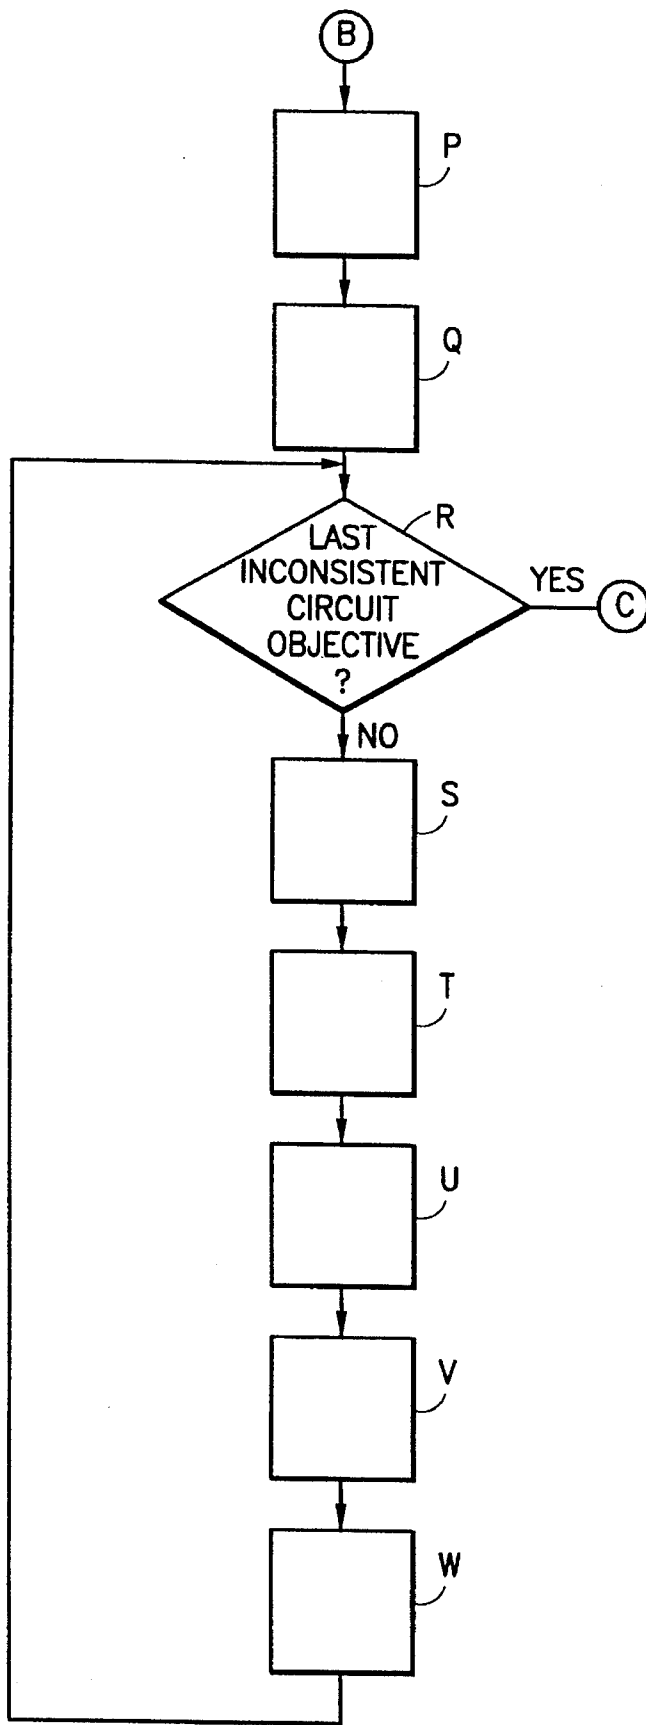 B
P
Q
R
LAST
INCONSISTENT
CIRCUIT
OBJECTIVE
?
YES
C
NO
S
T
U
V
W